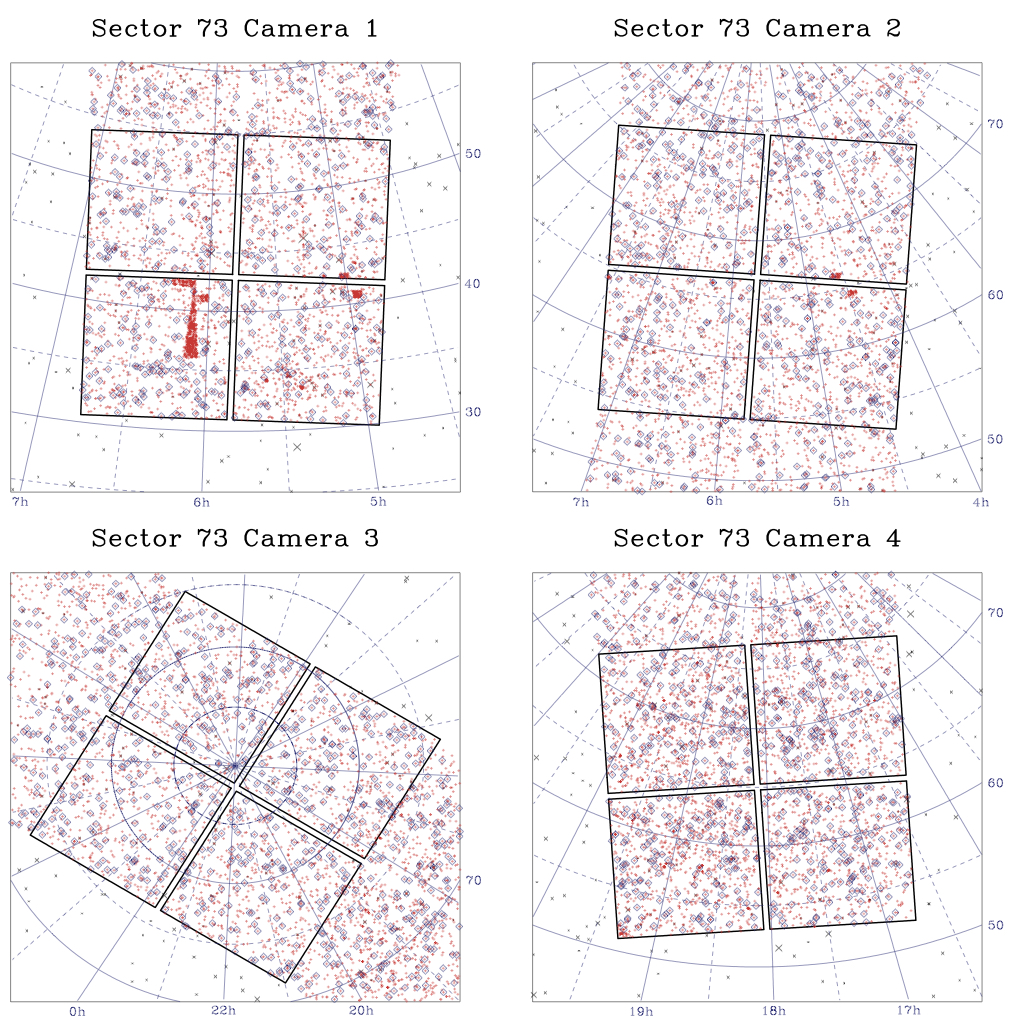 Sector 73 Camera 1
Sector 73 Camera 2
50
40
30
7h 6h 5h
70
60
50
7h 6h 5h 4h
Sector 73 Camera 3
Sector 73 Camera 4
70
0h 22h 20h
70
60
50
19h 18h 17h